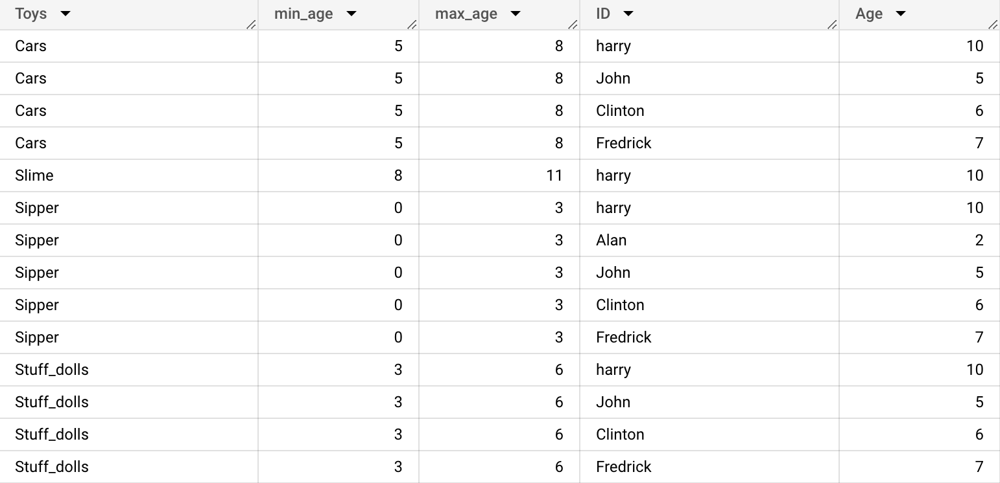 Toys min_age max_age ID Age
Cars 5 8 harry 10
Cars 5 8 John 5
Cars 5 8 Clinton 6
Cars 5 8 Fredrick 7
Slime 8 11 harry 10
Sipper 0 3 harry 10
Sipper 0 3 Alan 2
Sipper 0 3 John 5
Sipper 0 3 Clinton 6
Sipper 0 3 Fredrick 7
Stuff_dolls 3 6 harry 10
Stuff_dolls 3 6 John 5
Stuff_dolls 3 6 Clinton 6
Stuff_dolls 3 6 Fredrick 7